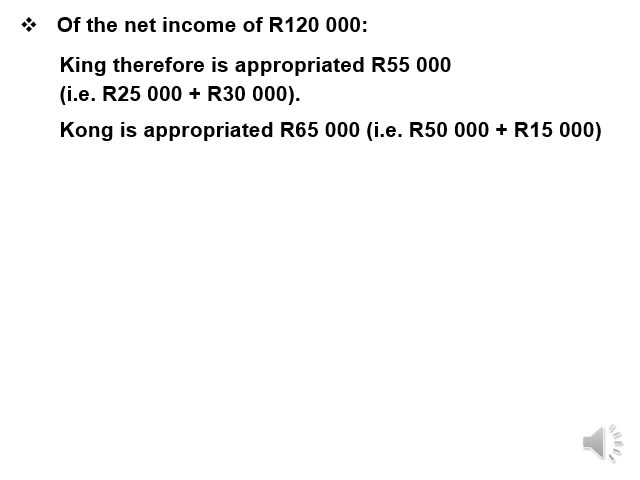 ❖ Of the net income of R120 000:
King therefore is appropriated R55 000
(i.e. R25 000 + R30 000).
Kong is appropriated R65 000 (i.e. R50 000 + R15 000)